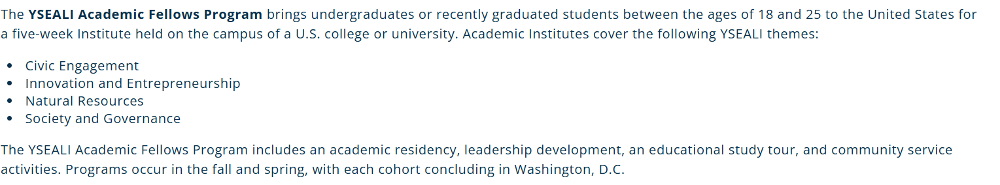 The YSEALI Academic Fellows Program brings undergraduates or recently graduated students between the ages of 18 and 25 to the United States for
a five-week Institute held on the campus of a U.S. college or university. Academic Institutes cover the following YSEALI themes:
• Civic Engagement
• Innovation and Entrepreneurship
• Natural Resources
• Society and Governance
The YSEALI Academic Fellows Program includes an academic residency, leadership development, an educational study tour, and community service
activities. Programs occur in the fall and spring, with each cohort concluding in Washington, D.C.